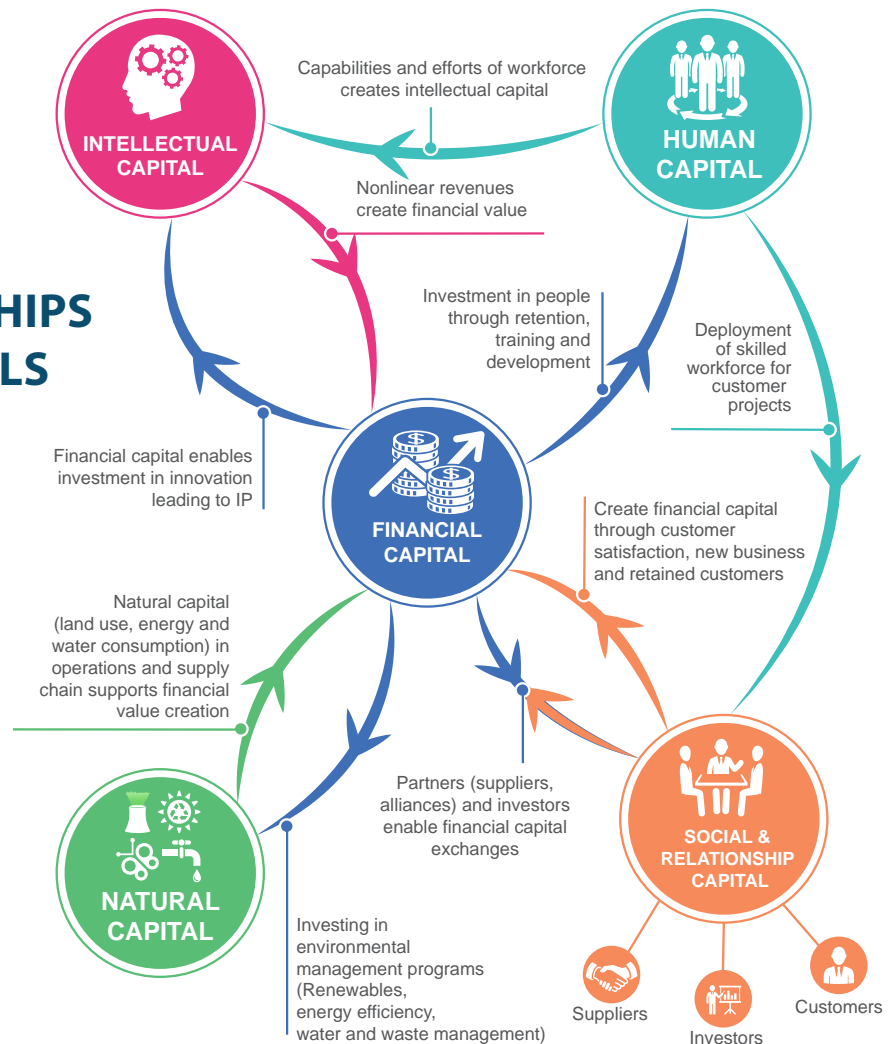 INTELLECTUAL
CAPITAL
Capabilities and efforts of workforce
creates intellectual capital
HUMAN
CAPITAL
Nonlinear revenues
create financial value
HIPS
LS
Investment in people
through retention,
training and
development
Deployment
of skilled
workforce for
customer
projects
Financial capital enables
investment in innovation
leading to IP
FINANCIAL
CAPITAL
Create financial capital
through customer
satisfaction, new business
and retained customers
Natural capital
(land use, energy and
water consumption) in
operations and supply
chain supports financial
value creation
Partners (suppliers,
alliances) and investors
enable financial capital
exchanges
SOCIAL &
RELATIONSHIP
CAPITAL
NATURAL
CAPITAL
Investing in
environmental
management programs
(Renewables,
energy efficiency,
water and waste management)
Suppliers
Investors
Customers